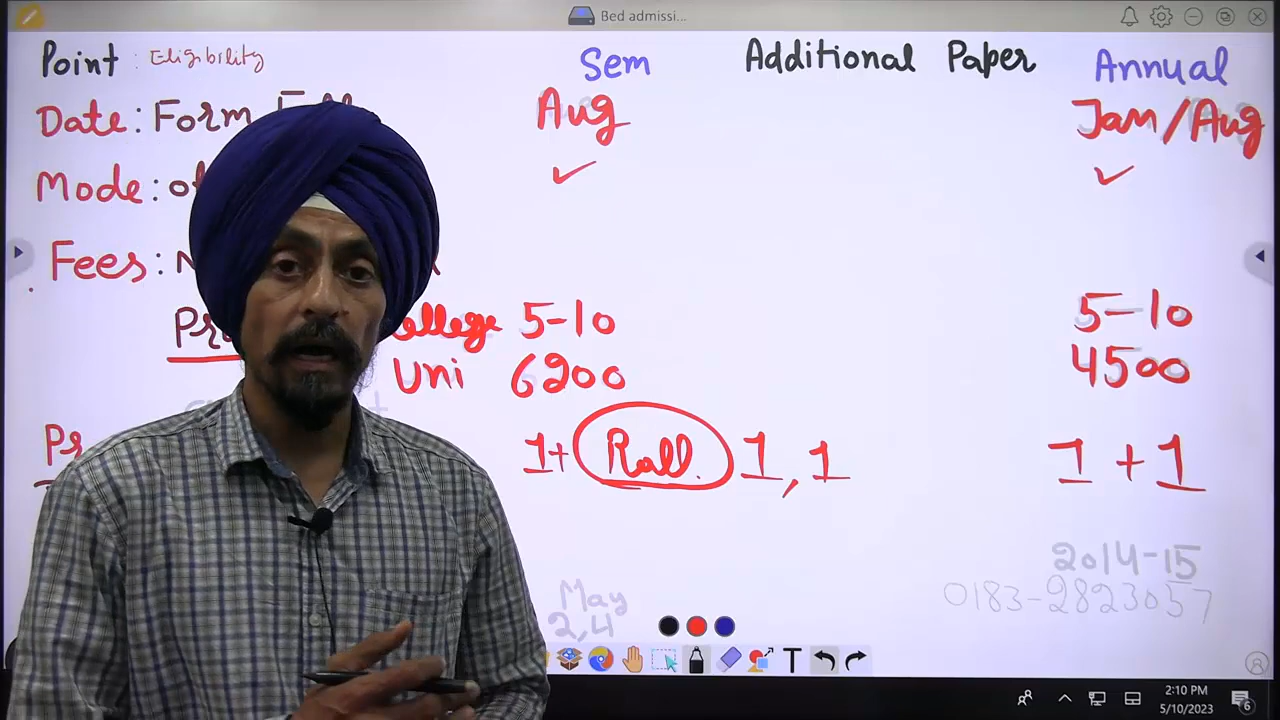 Bed admissi...
Point : Eligibility Sem Additional Paper Annual
Date: Form Aug Jan/Aug
Mode: ✓ ✓
Fees:
College 5-10 5-10
Uni 6200 4500
1+ Roll. 1, 1 1+1
2014-15
0183-2823057
May
2,4
T
2:10 PM
5/10/2023
6